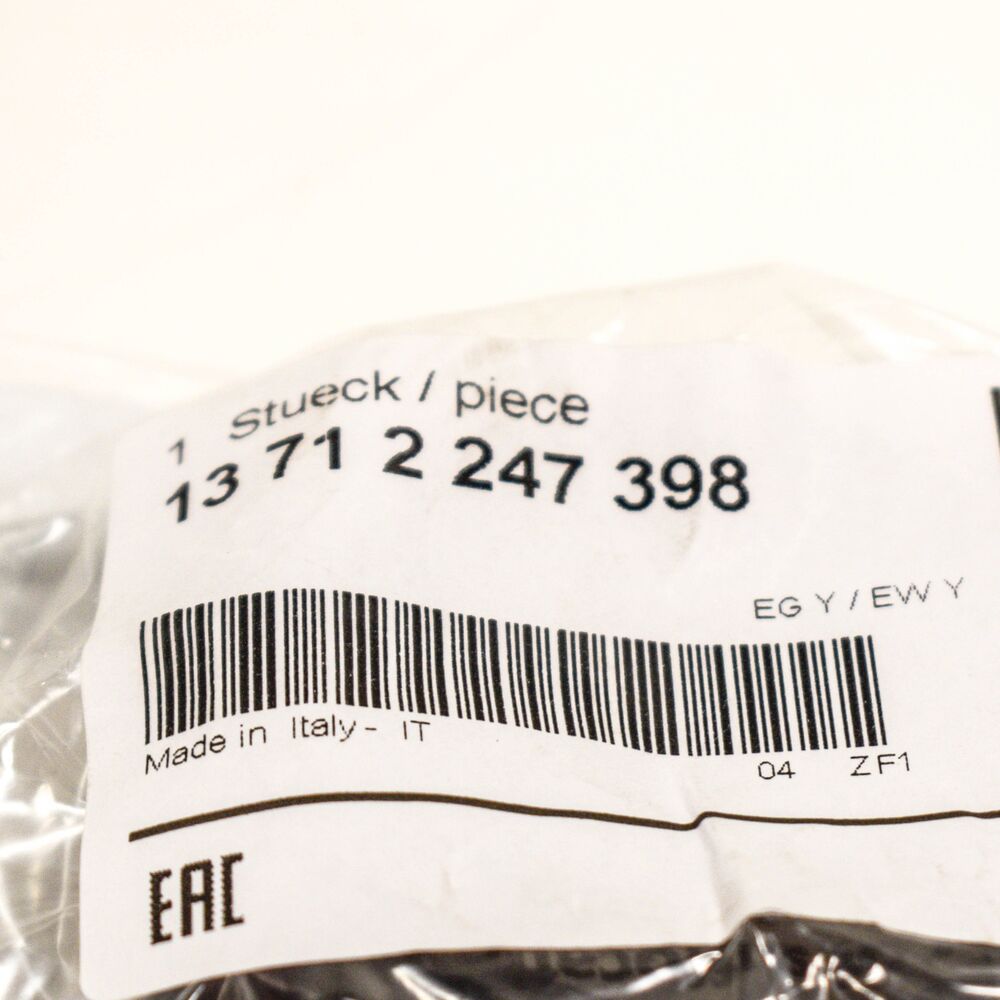 1 Stueck / piece
13 71 2 247 398
EG Y / EW Y
Made in Italy - IT
04 ZF1
EAC